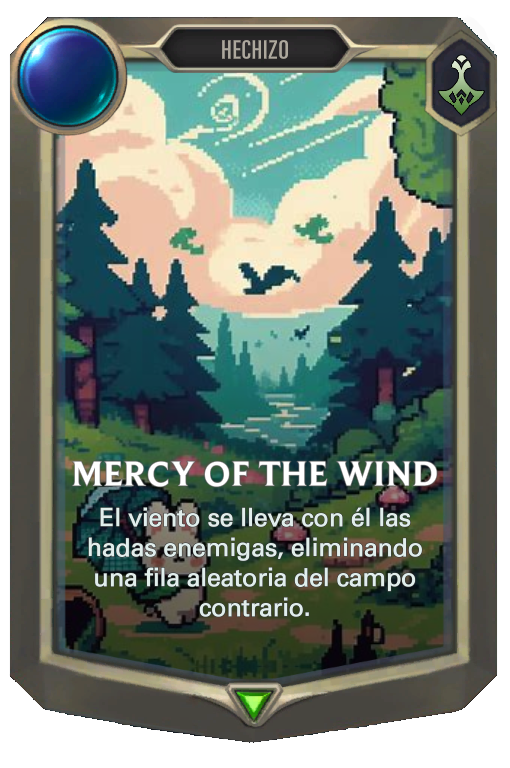 HECHIZO
MERCY OF THE WIND
El viento se lleva con él las
hadas enemigas, eliminando
una fila aleatoria del campo
contrario.